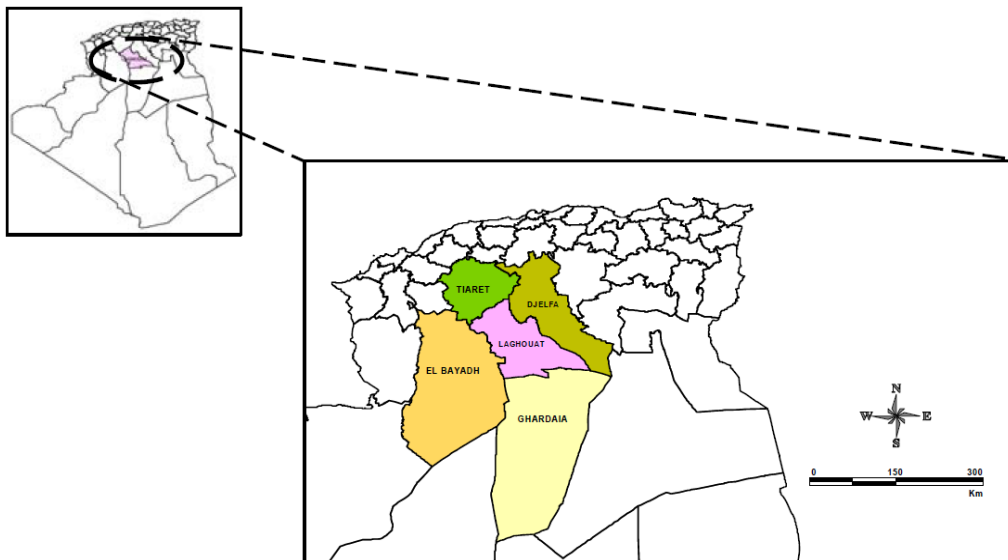 TIARET
DJELFA
LAGHOUAT
EL BAYADH
GHARDAIA
N
W E
S
0 150 300
Km